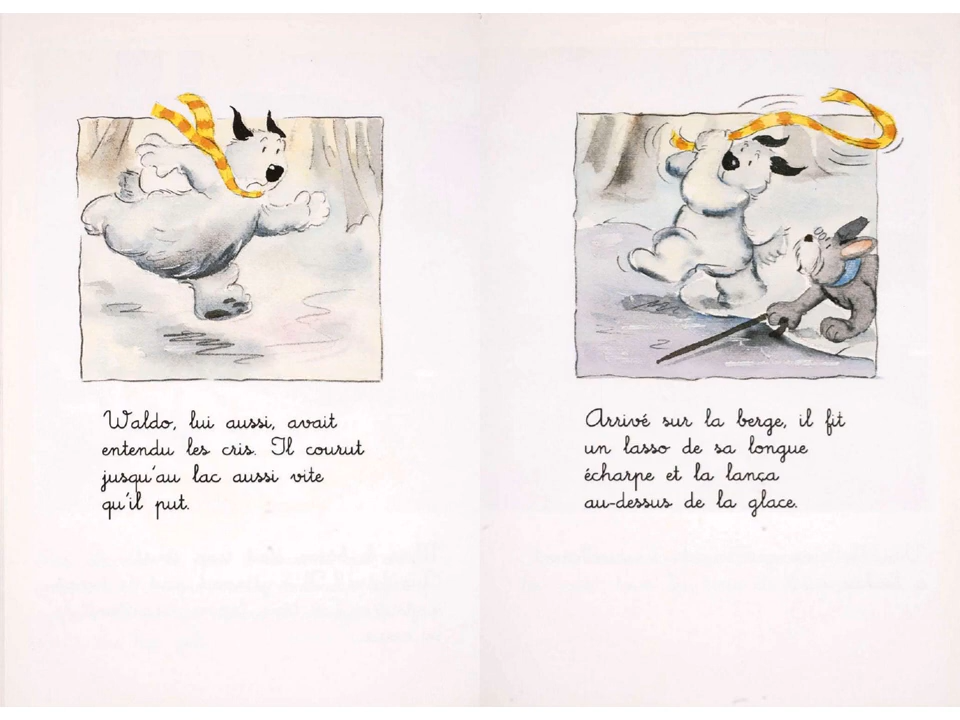 Waldo, lui aussi, avait
entendu les cris. Il courut
jusqu'au lac aussi vite
qu'il put.
Arrivé sur la berge, il fit
un lasso de sa longue
écharpe et la lança
au-dessus de la glace.